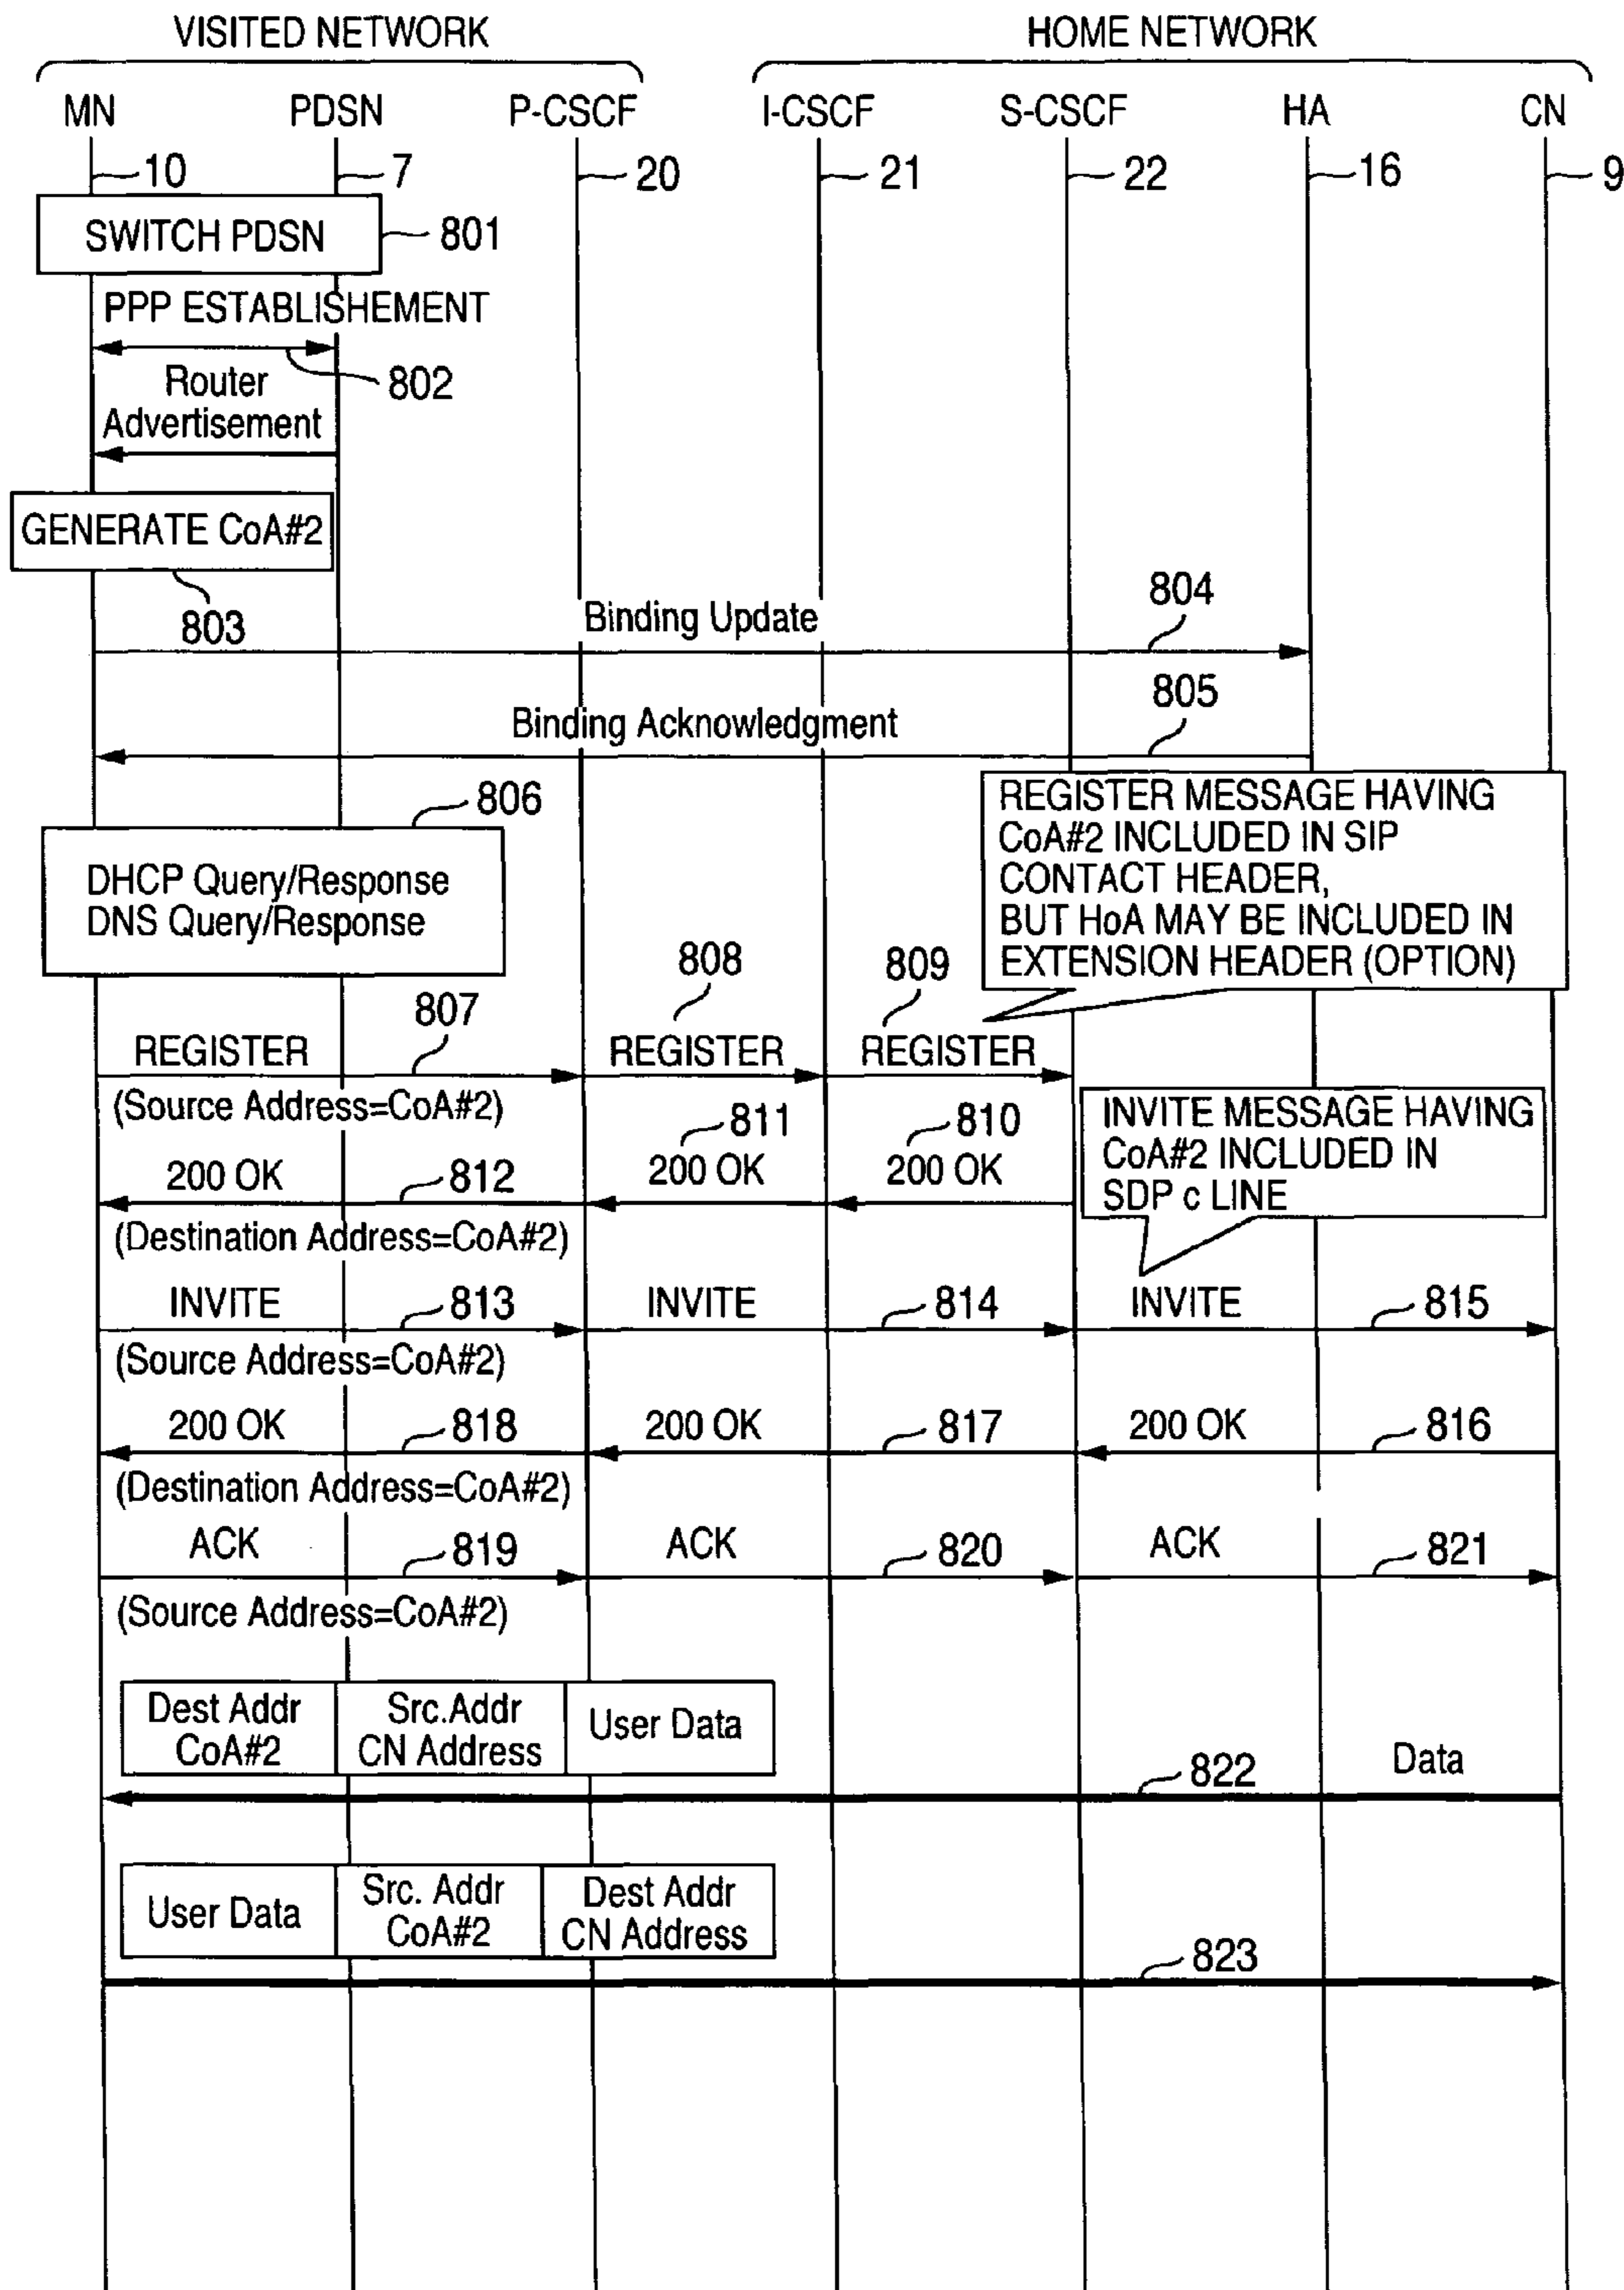 VISITED NETWORK
HOME NETWORK
MN
PDSN
P-CSCF
I-CSCF
S-CSCF
HA
CN
10
7
20
21
22
16
9
SWITCH PDSN
801
PPP ESTABLISHEMENT
802
Router
Advertisement
GENERATE CoA#2
803
Binding Update
804
Binding Acknowledgment
805
806
DHCP Query/Response
DNS Query/Response
REGISTER MESSAGE HAVING
CoA#2 INCLUDED IN SIP
CONTACT HEADER,
BUT HoA MAY BE INCLUDED IN
EXTENSION HEADER (OPTION)
807
808
809
REGISTER
REGISTER
REGISTER
(Source Address=CoA#2)
INVITE MESSAGE HAVING
CoA#2 INCLUDED IN
SDP c LINE
200 OK
812
811
200 OK
810
200 OK
(Destination Address=CoA#2)
INVITE
813
INVITE
814
INVITE
815
(Source Address=CoA#2)
200 OK
818
200 OK
817
200 OK
816
(Destination Address=CoA#2)
ACK
819
ACK
820
ACK
821
(Source Address=CoA#2)
Dest Addr
CoA#2
Src.Addr
CN Address
User Data
822
Data
User Data
Src. Addr
CoA#2
Dest Addr
CN Address
823